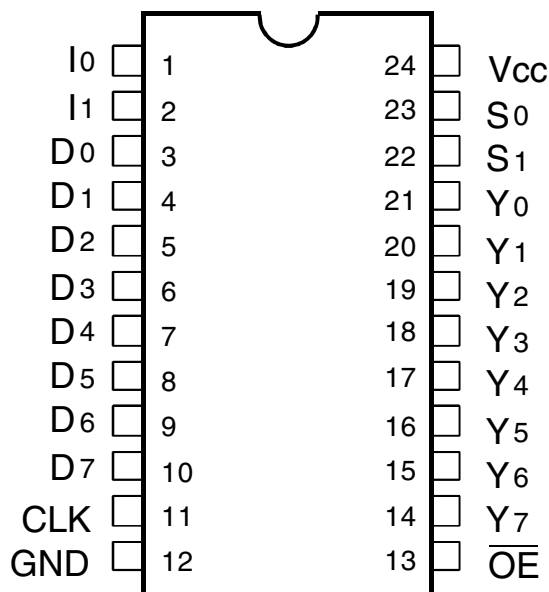 I0 1 24 Vcc
I1 2 23 S0
D0 3 22 S1
D1 4 21 Y0
D2 5 20 Y1
D3 6 19 Y2
D4 7 18 Y3
D5 8 17 Y4
D6 9 16 Y5
D7 10 15 Y6
CLK 11 14 Y7
GND 12 13 O̅E̅